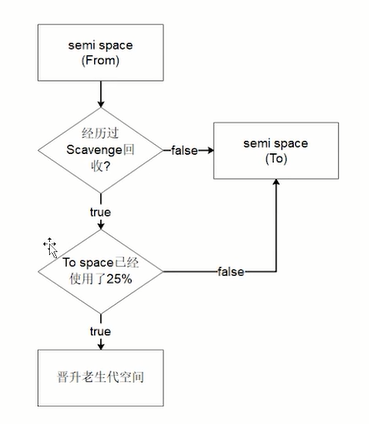 semi space
(From)
经历过
Scavenge回
收?
false
semi space
(To)
true
To space已经
使用了25%
false
true
晋升老生代空间